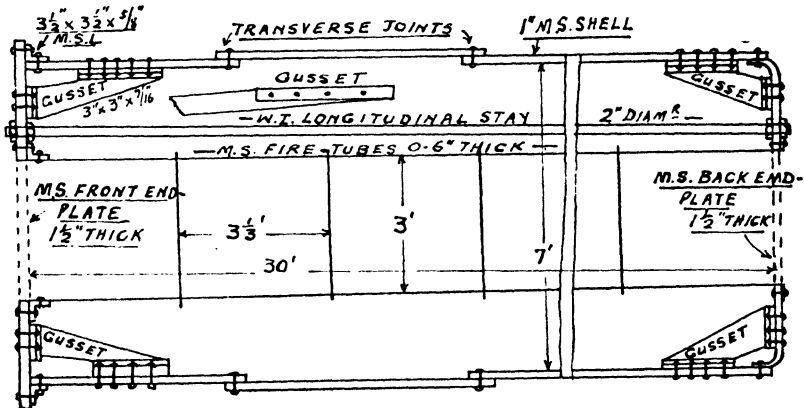 3½" x 3½" x 5/8"
M.S.L
TRANSVERSE JOINTS
1" M.S. SHELL
GUSSET
GUSSET
3" x 3" x 7/16
GUSSET
W.I. LONGITUDINAL STAY 2" DIAMR
M.S. FIRE-TUBES 0-6" THICK
M.S. FRONT END-
PLATE
1½" THICK
M.S. BACK END-
PLATE
1½" THICK
3⅓'
3'
7'
30'
GUSSET
GUSSET